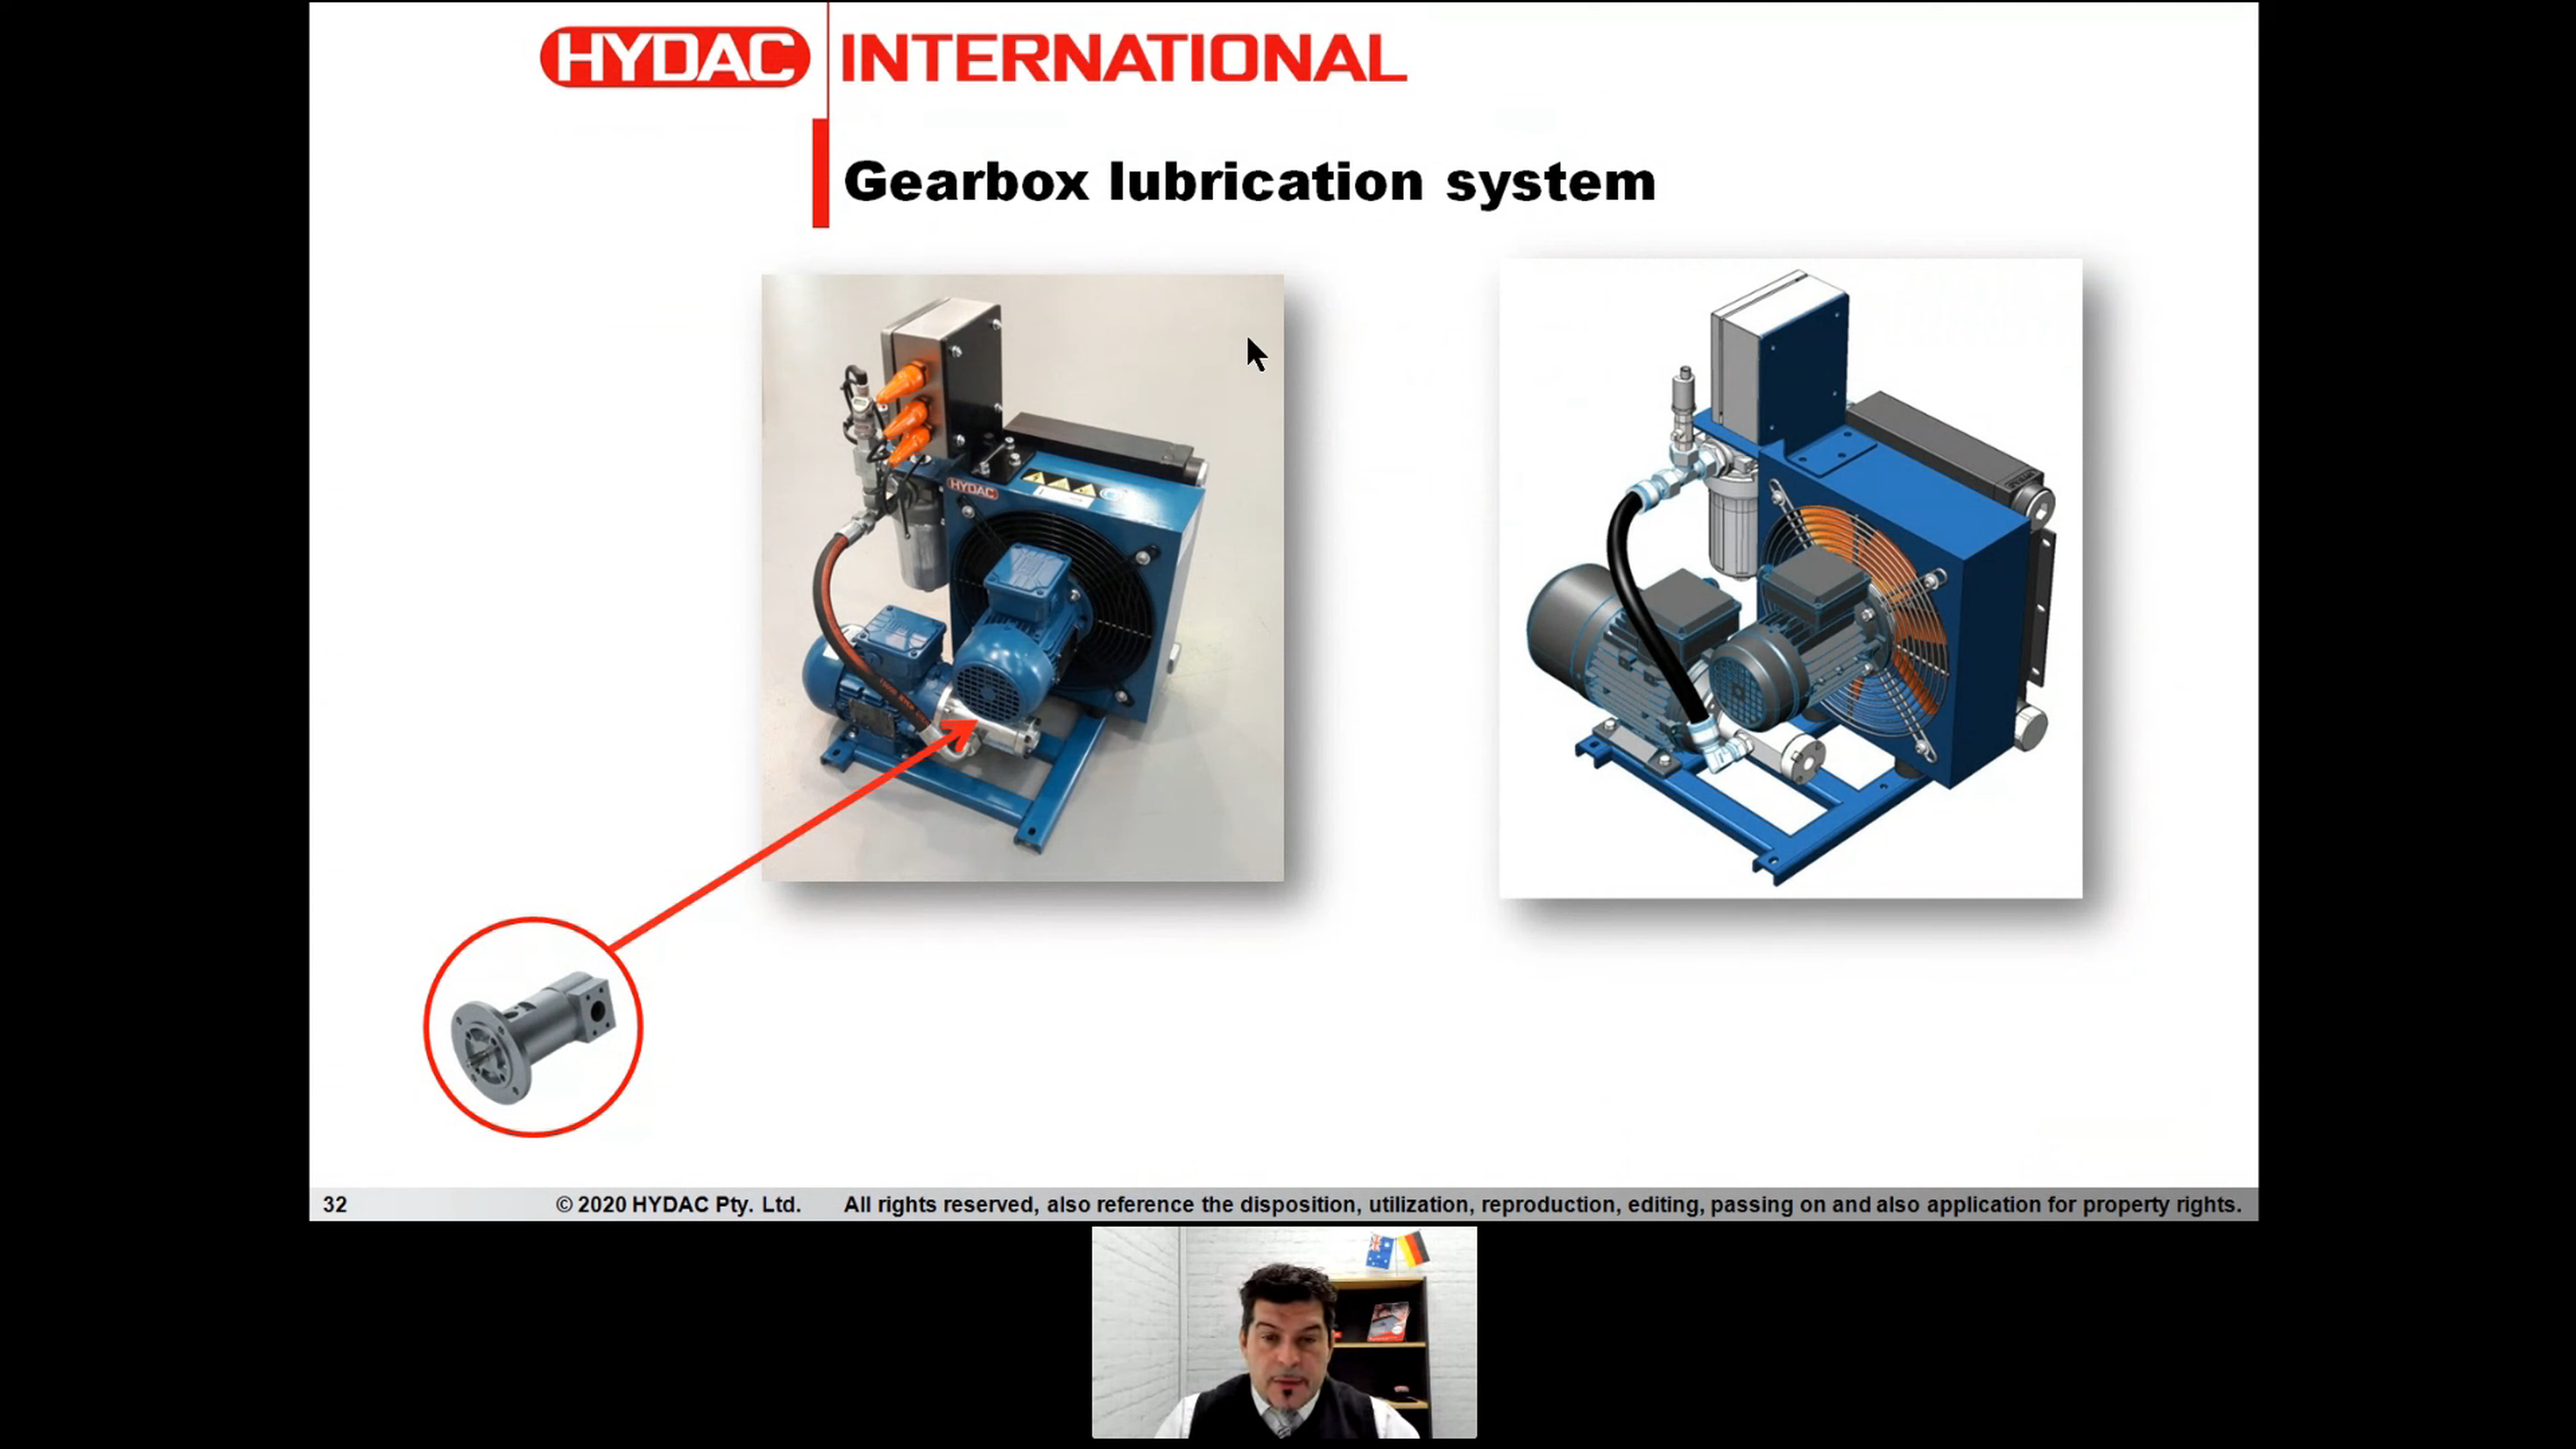 HYDAC INTERNATIONAL
Gearbox lubrication system
HYDAC
32 © 2020 HYDAC Pty. Ltd. All rights reserved, also reference the disposition, utilization, reproduction, editing, passing on and also application for property rights.